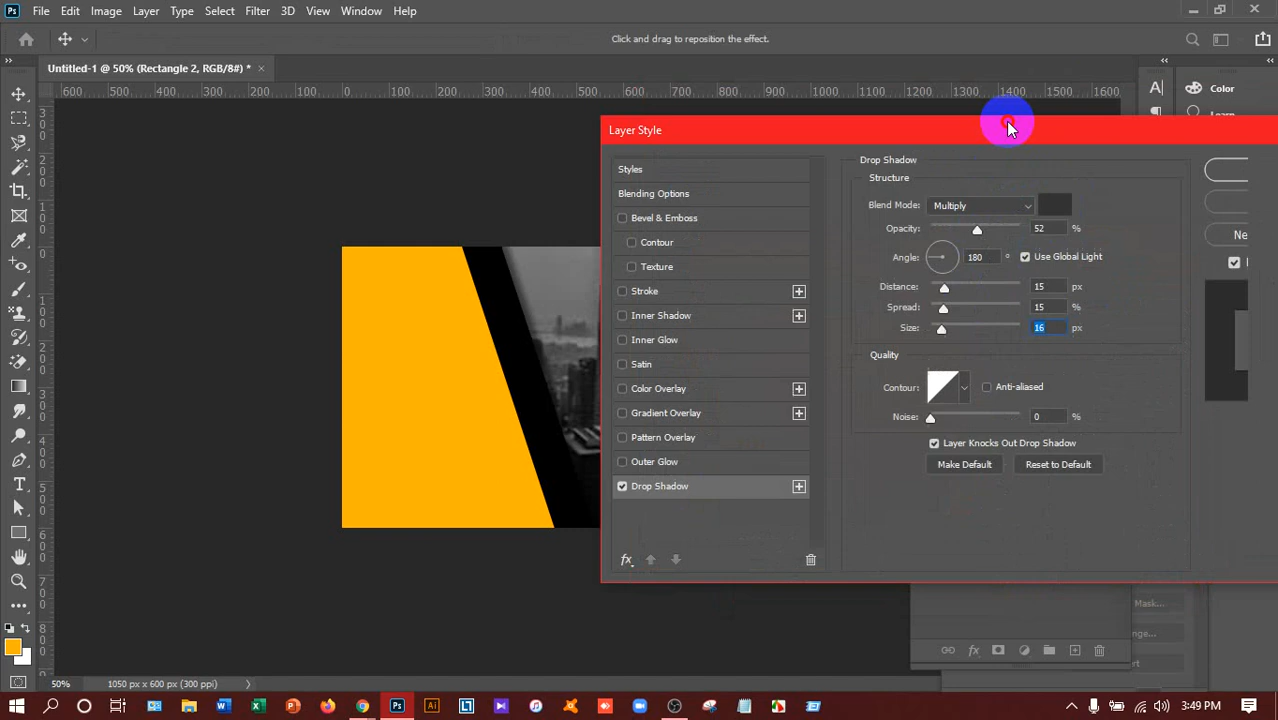 Ps File Edit Image Layer Type Select Filter 3D View Window Help
Click and drag to reposition the effect.
Untitled-1 @ 50% (Rectangle 2, RGB/8#) * ×
600 500 400 300 200 100 0 100 200 300 400 500 600 700 800 900 1000 1100 1200 1300 1400 1500 1600
Color
Learn
Layer Style
Styles
Blending Options
Bevel & Emboss
Contour
Texture
Stroke
Inner Shadow
Inner Glow
Satin
Color Overlay
Gradient Overlay
Pattern Overlay
Outer Glow
Drop Shadow
fx
Drop Shadow
Structure
Blend Mode: Multiply
Opacity: 52 %
Angle: 180 ° Use Global Light
Distance: 15 px
Spread: 15 %
Size: 16 px
Quality
Contour: Anti-aliased
Noise: 0 %
Layer Knocks Out Drop Shadow
Make Default Reset to Default
Ne
Mask...
nge...
rt
fx
50% 1050 px x 600 px (300 ppi)
3:49 PM